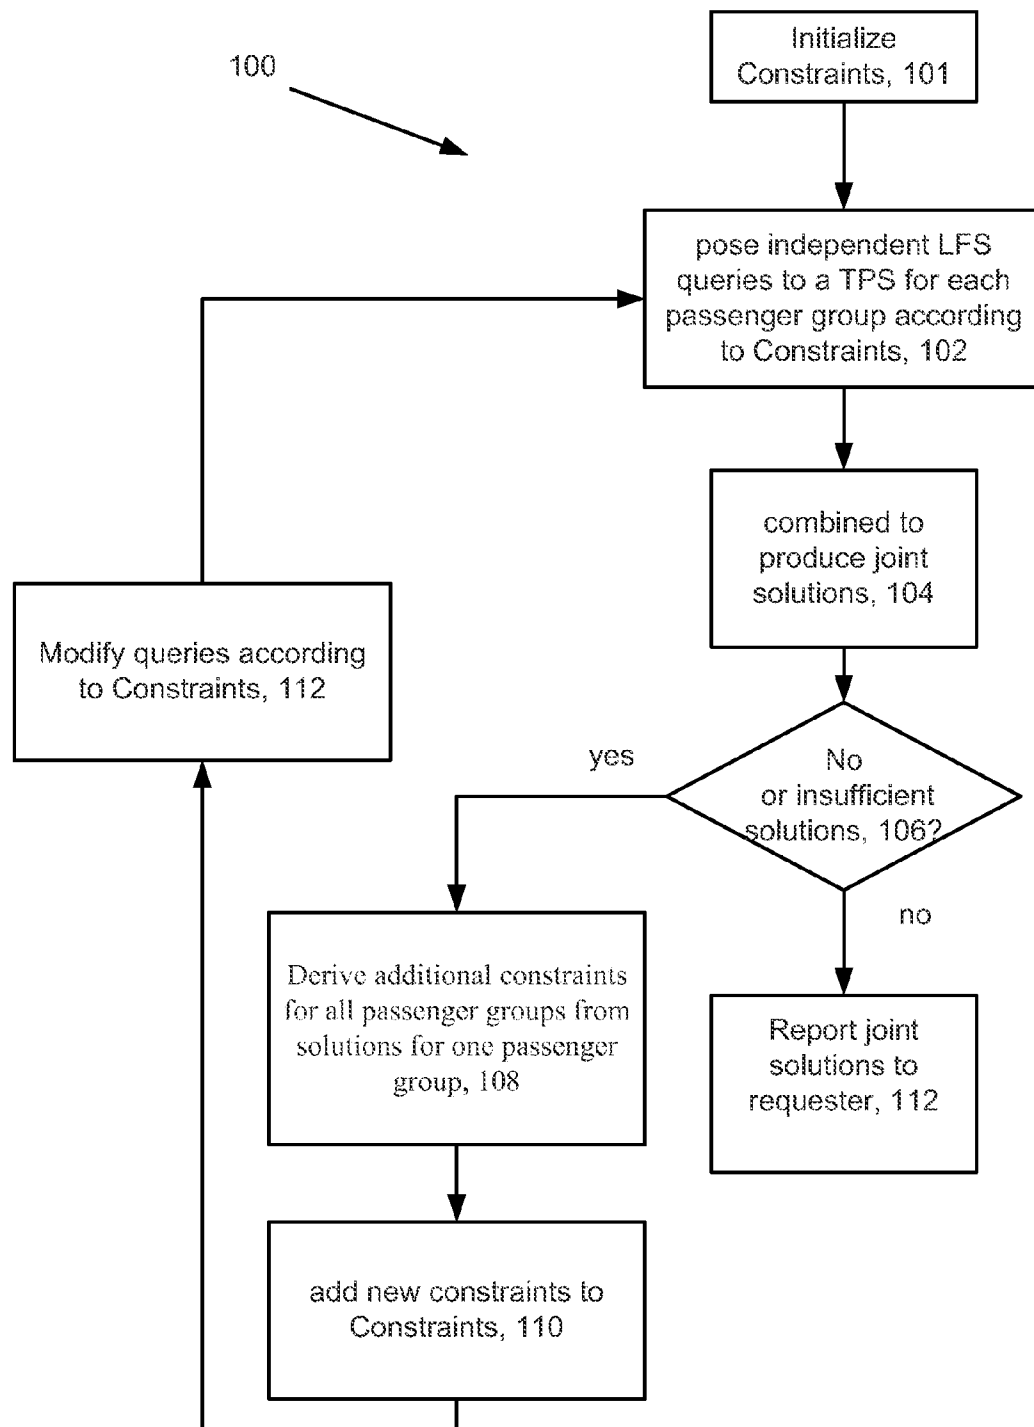 100
Initialize
Constraints, 101
pose independent LFS
queries to a TPS for each
passenger group according
to Constraints, 102
combined to
produce joint
solutions, 104
Modify queries according
to Constraints, 112
yes
No
or insufficient
solutions, 106?
no
Derive additional constraints
for all passenger groups from
solutions for one passenger
group, 108
Report joint
solutions to
requester, 112
add new constraints to
Constraints, 110